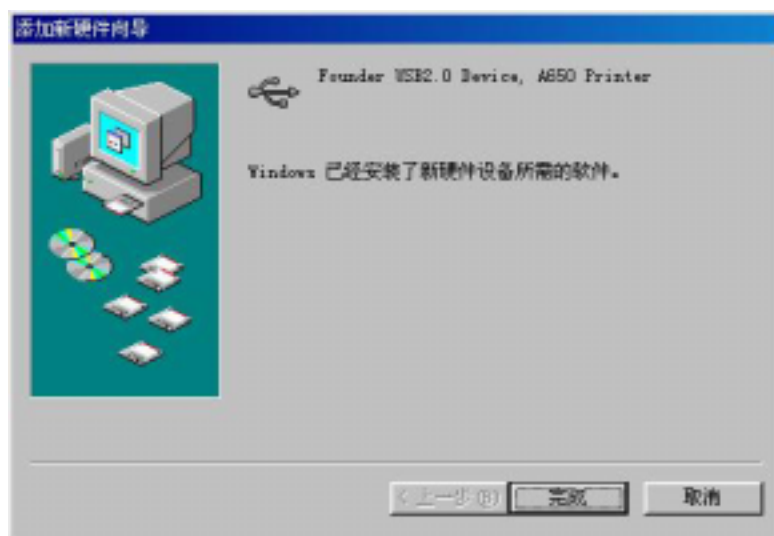 添加新硬件向导
Founder USB2.0 Device, A650 Printer
Windows 已经安装了新硬件设备所需的软件。
<上一步(B)
完成
取消